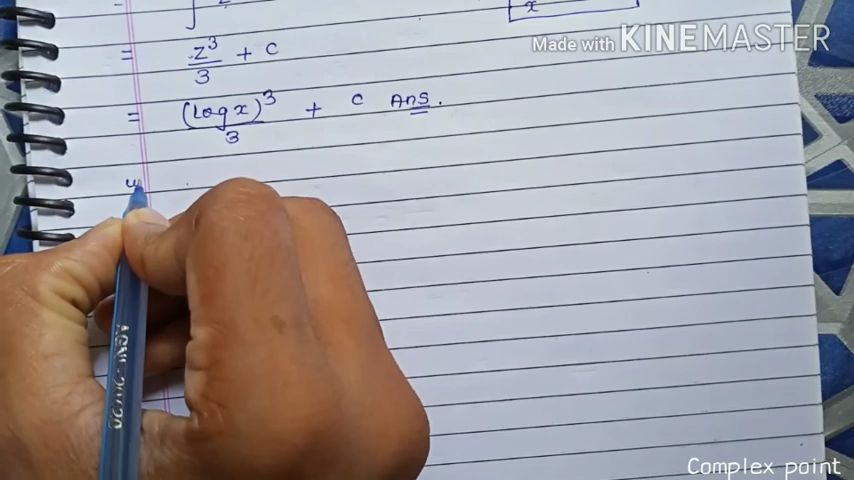 Made with KINEMASTER
x
= z³/3 + c
= (log x)³/3 + c Ans.
Complex point